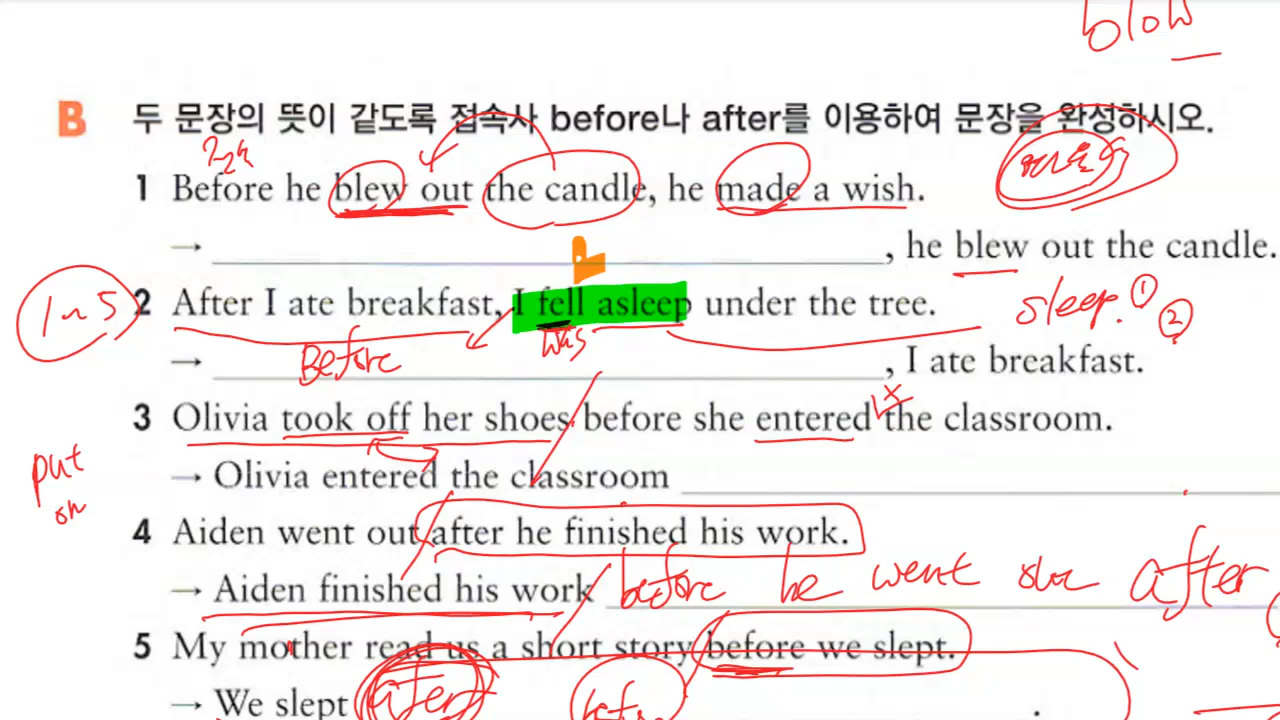 blow
B 두 문장의 뜻이 같도록 접속사 before나 after를 이용하여 문장을 완성하시오.
1 Before he blew out the candle, he made a wish.
→ , he blew out the candle.
1~5
2 After I ate breakfast, I fell asleep under the tree.
sleep. ① ②
Before was
→ , I ate breakfast.
3 Olivia took off her shoes before she entered the classroom.
put on
→ Olivia entered the classroom
4 Aiden went out after he finished his work.
→ Aiden finished his work before he went out after
5 My mother read us a short story before we slept.
→ We slept after .